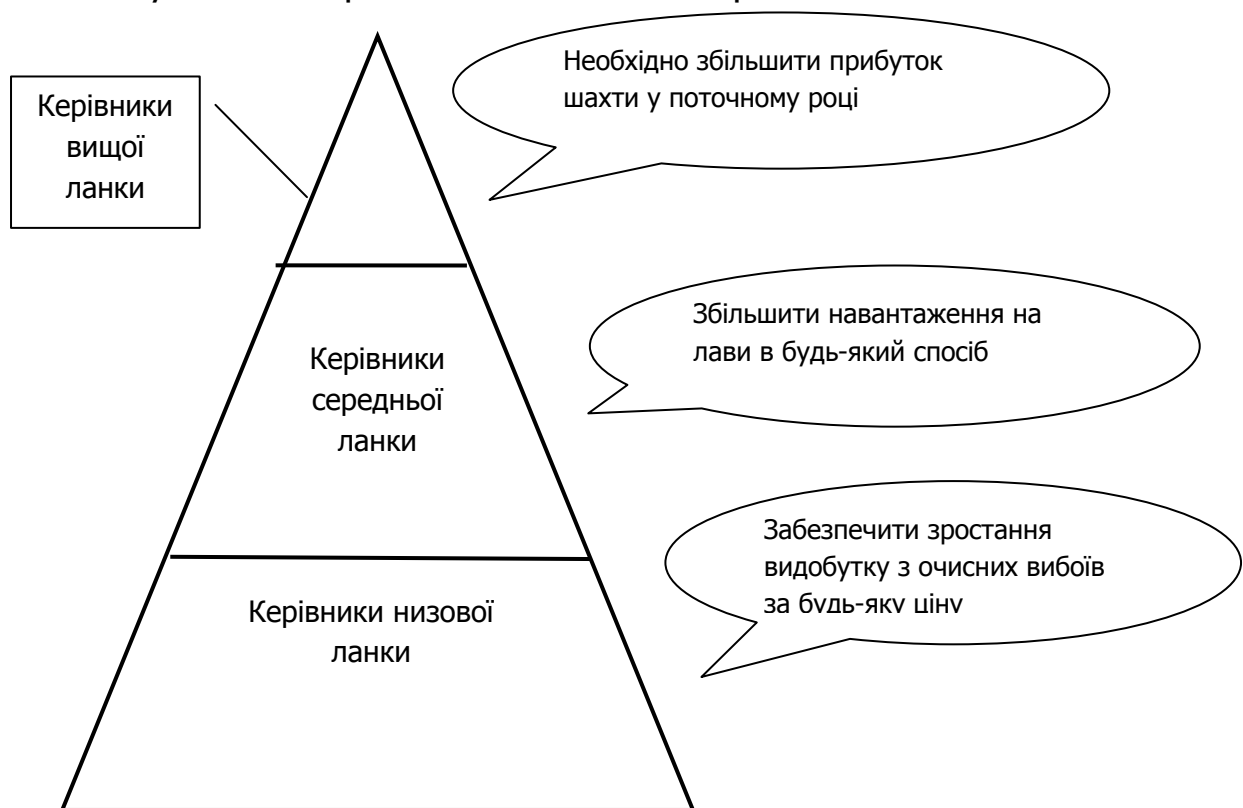 Керівники
вищої
ланки
Необхідно збільшити прибуток
шахти у поточному році
Керівники
середньої
ланки
Збільшити навантаження на
лави в будь-який спосіб
Керівники низової
ланки
Забезпечити зростання
видобутку з очисних вибоїв
за будь-яку ціну